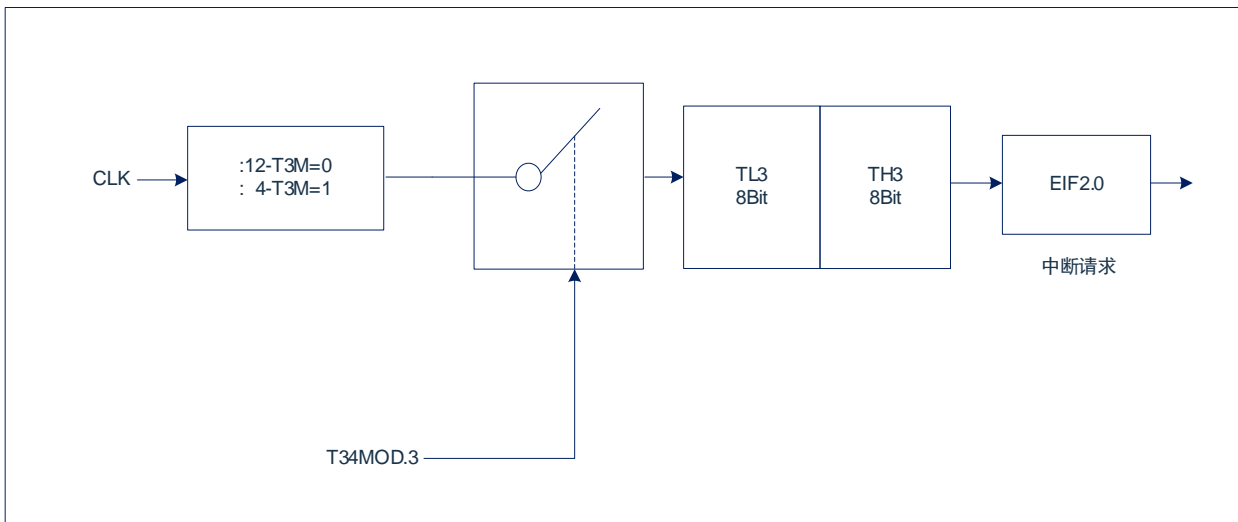 CLK
:12-T3M=0
: 4-T3M=1
TL3
8Bit
TH3
8Bit
EIF2.0
中断请求
T34MOD.3